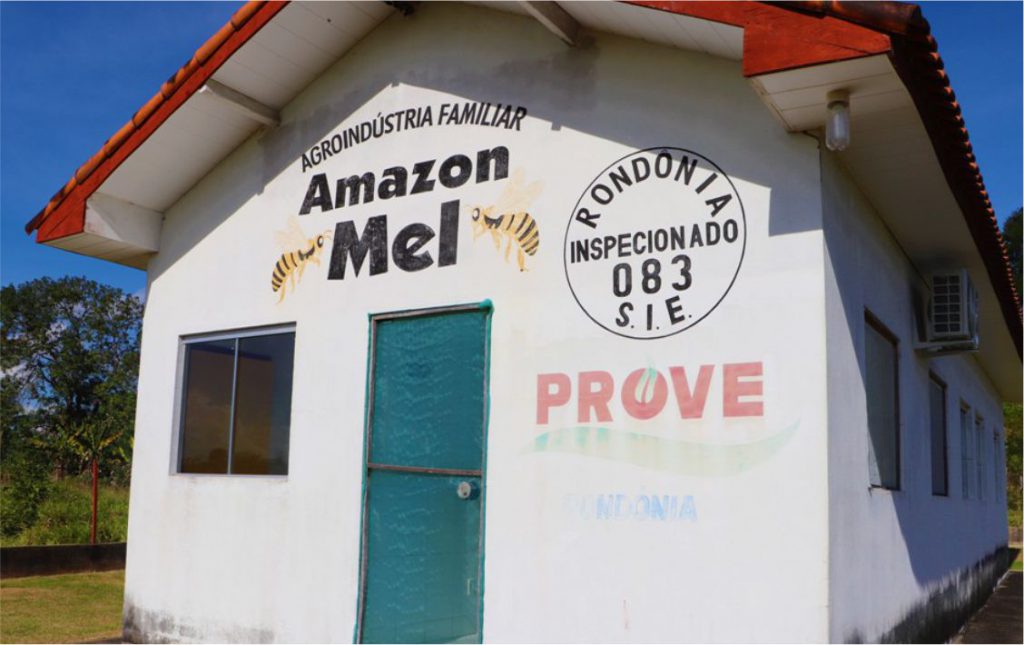 AGROINDÚSTRIA FAMILIAR
Amazon
Mel
RONDÔNIA
INSPECIONADO
083
S.I.E.
PROVE
RONDÔNIA